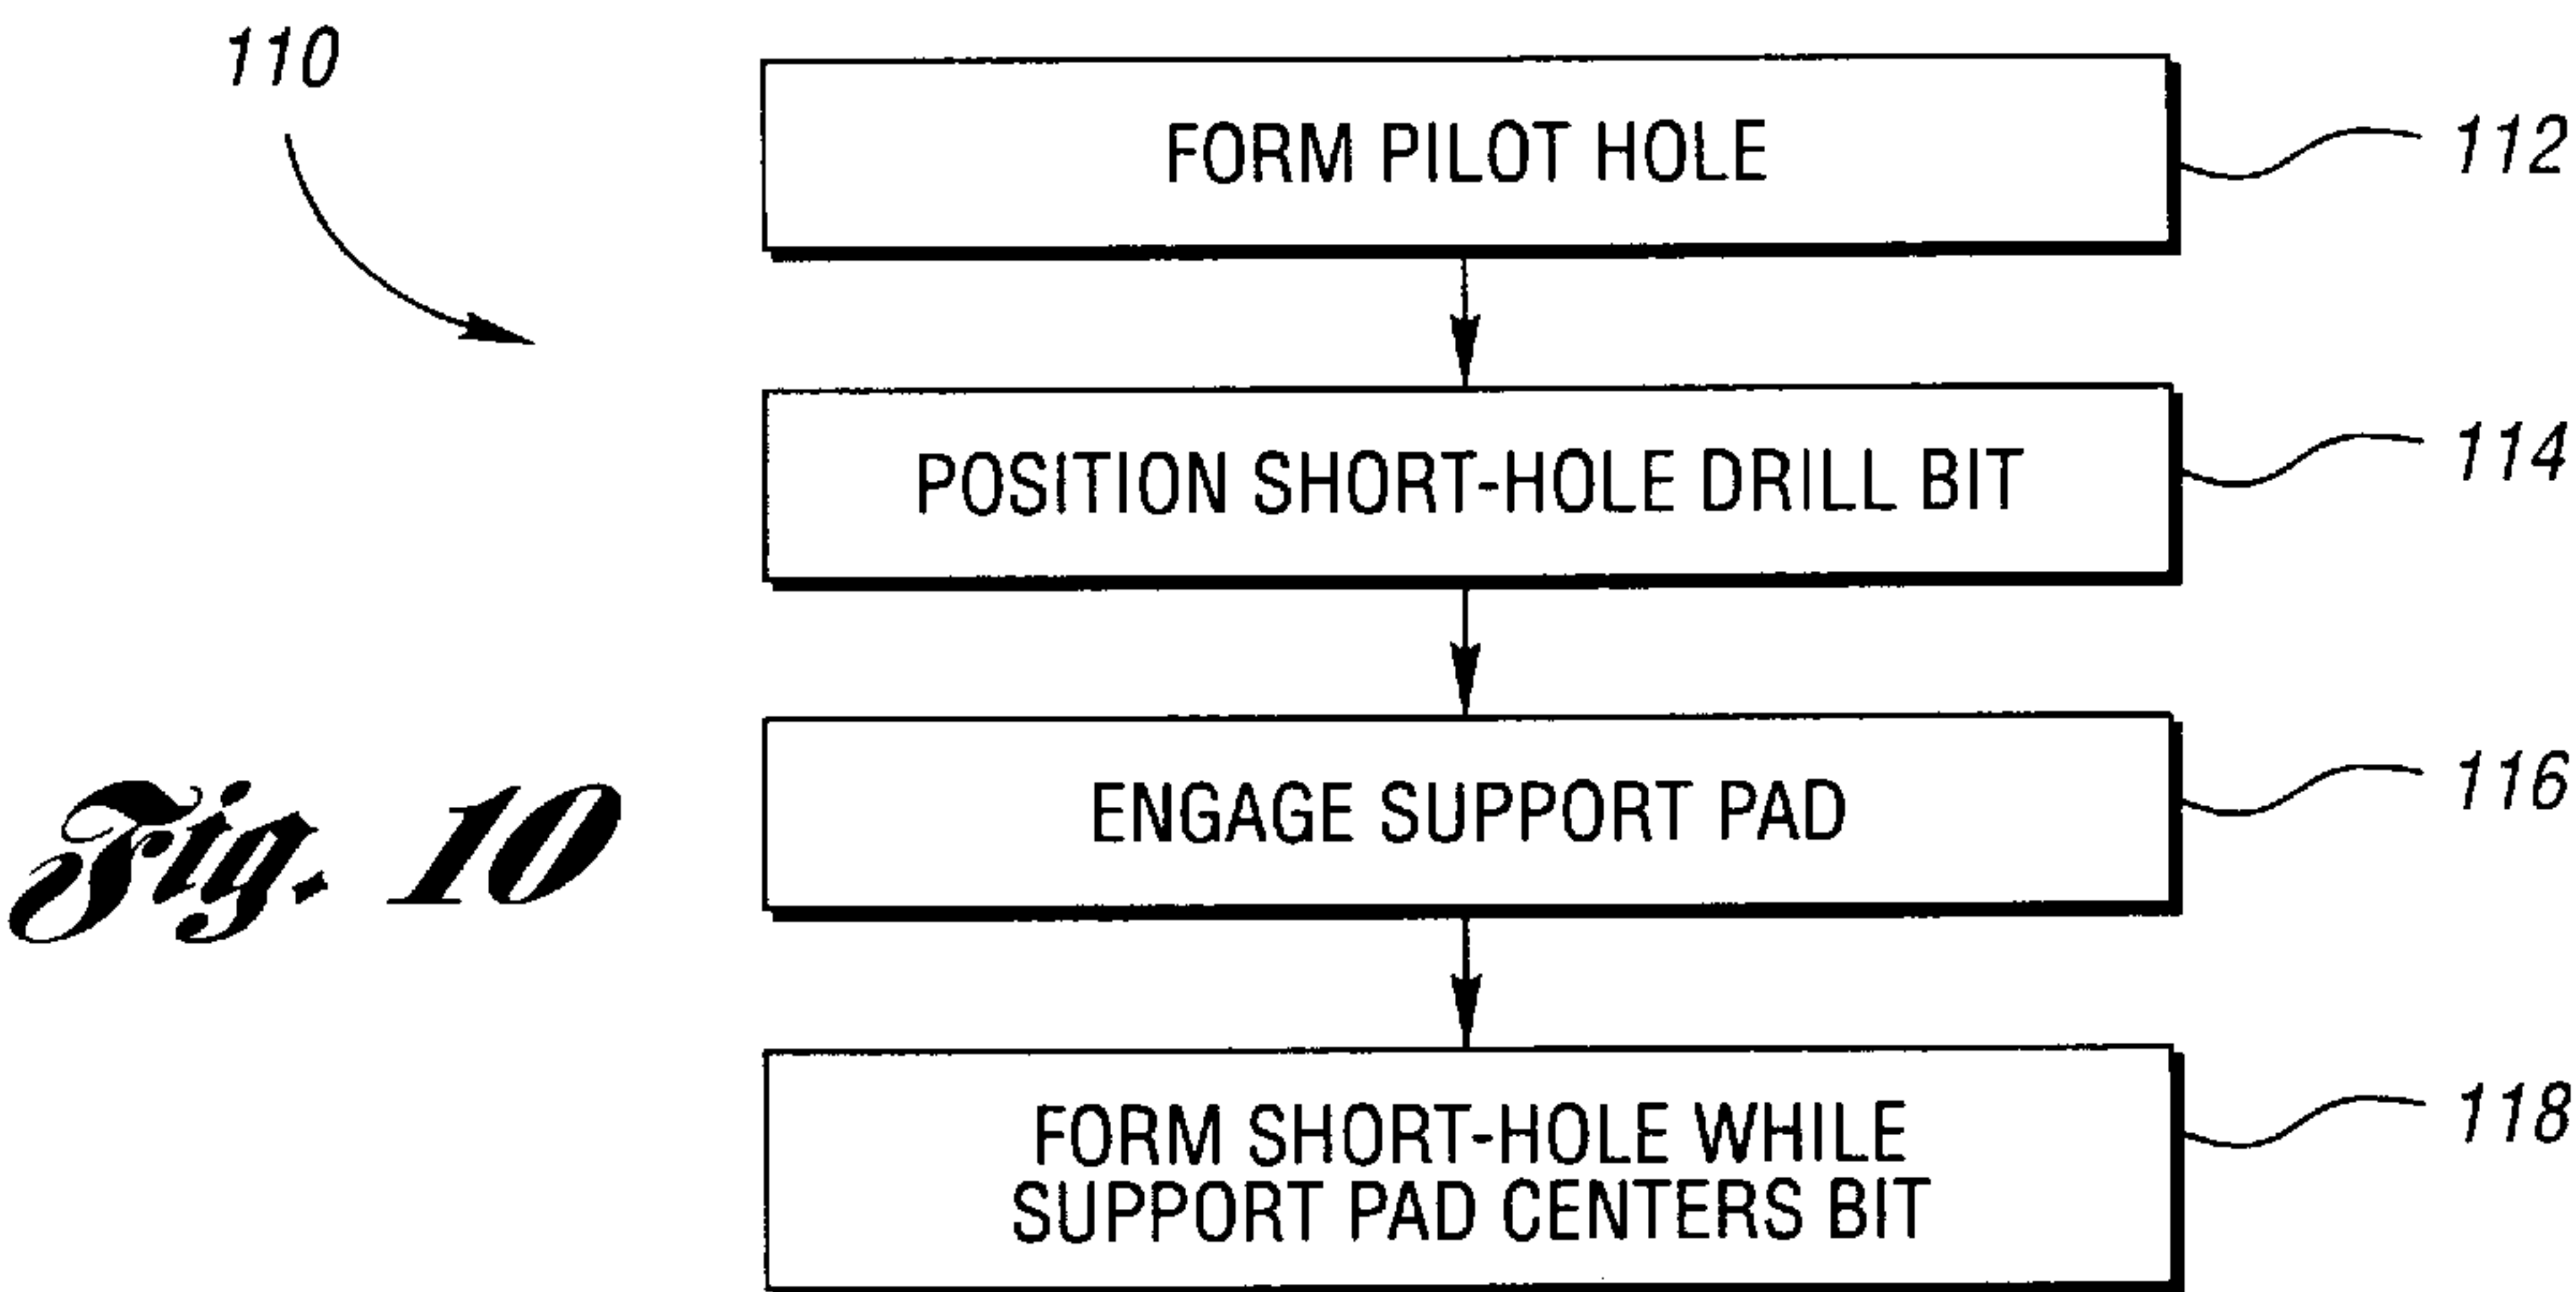 110
FORM PILOT HOLE
112
POSITION SHORT-HOLE DRILL BIT
114
ENGAGE SUPPORT PAD
116
Fig. 10
FORM SHORT-HOLE WHILE
SUPPORT PAD CENTERS BIT
118